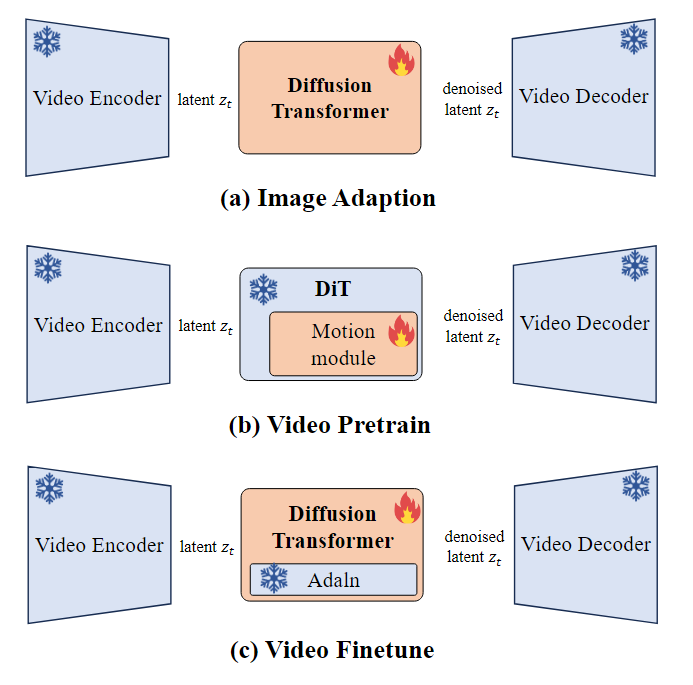 Video Encoder
latent z_t
Diffusion
Transformer
denoised
latent z_t
Video Decoder
(a) Image Adaption
Video Encoder
latent z_t
DiT
Motion
module
denoised
latent z_t
Video Decoder
(b) Video Pretrain
Video Encoder
latent z_t
Diffusion
Transformer
Adaln
denoised
latent z_t
Video Decoder
(c) Video Finetune